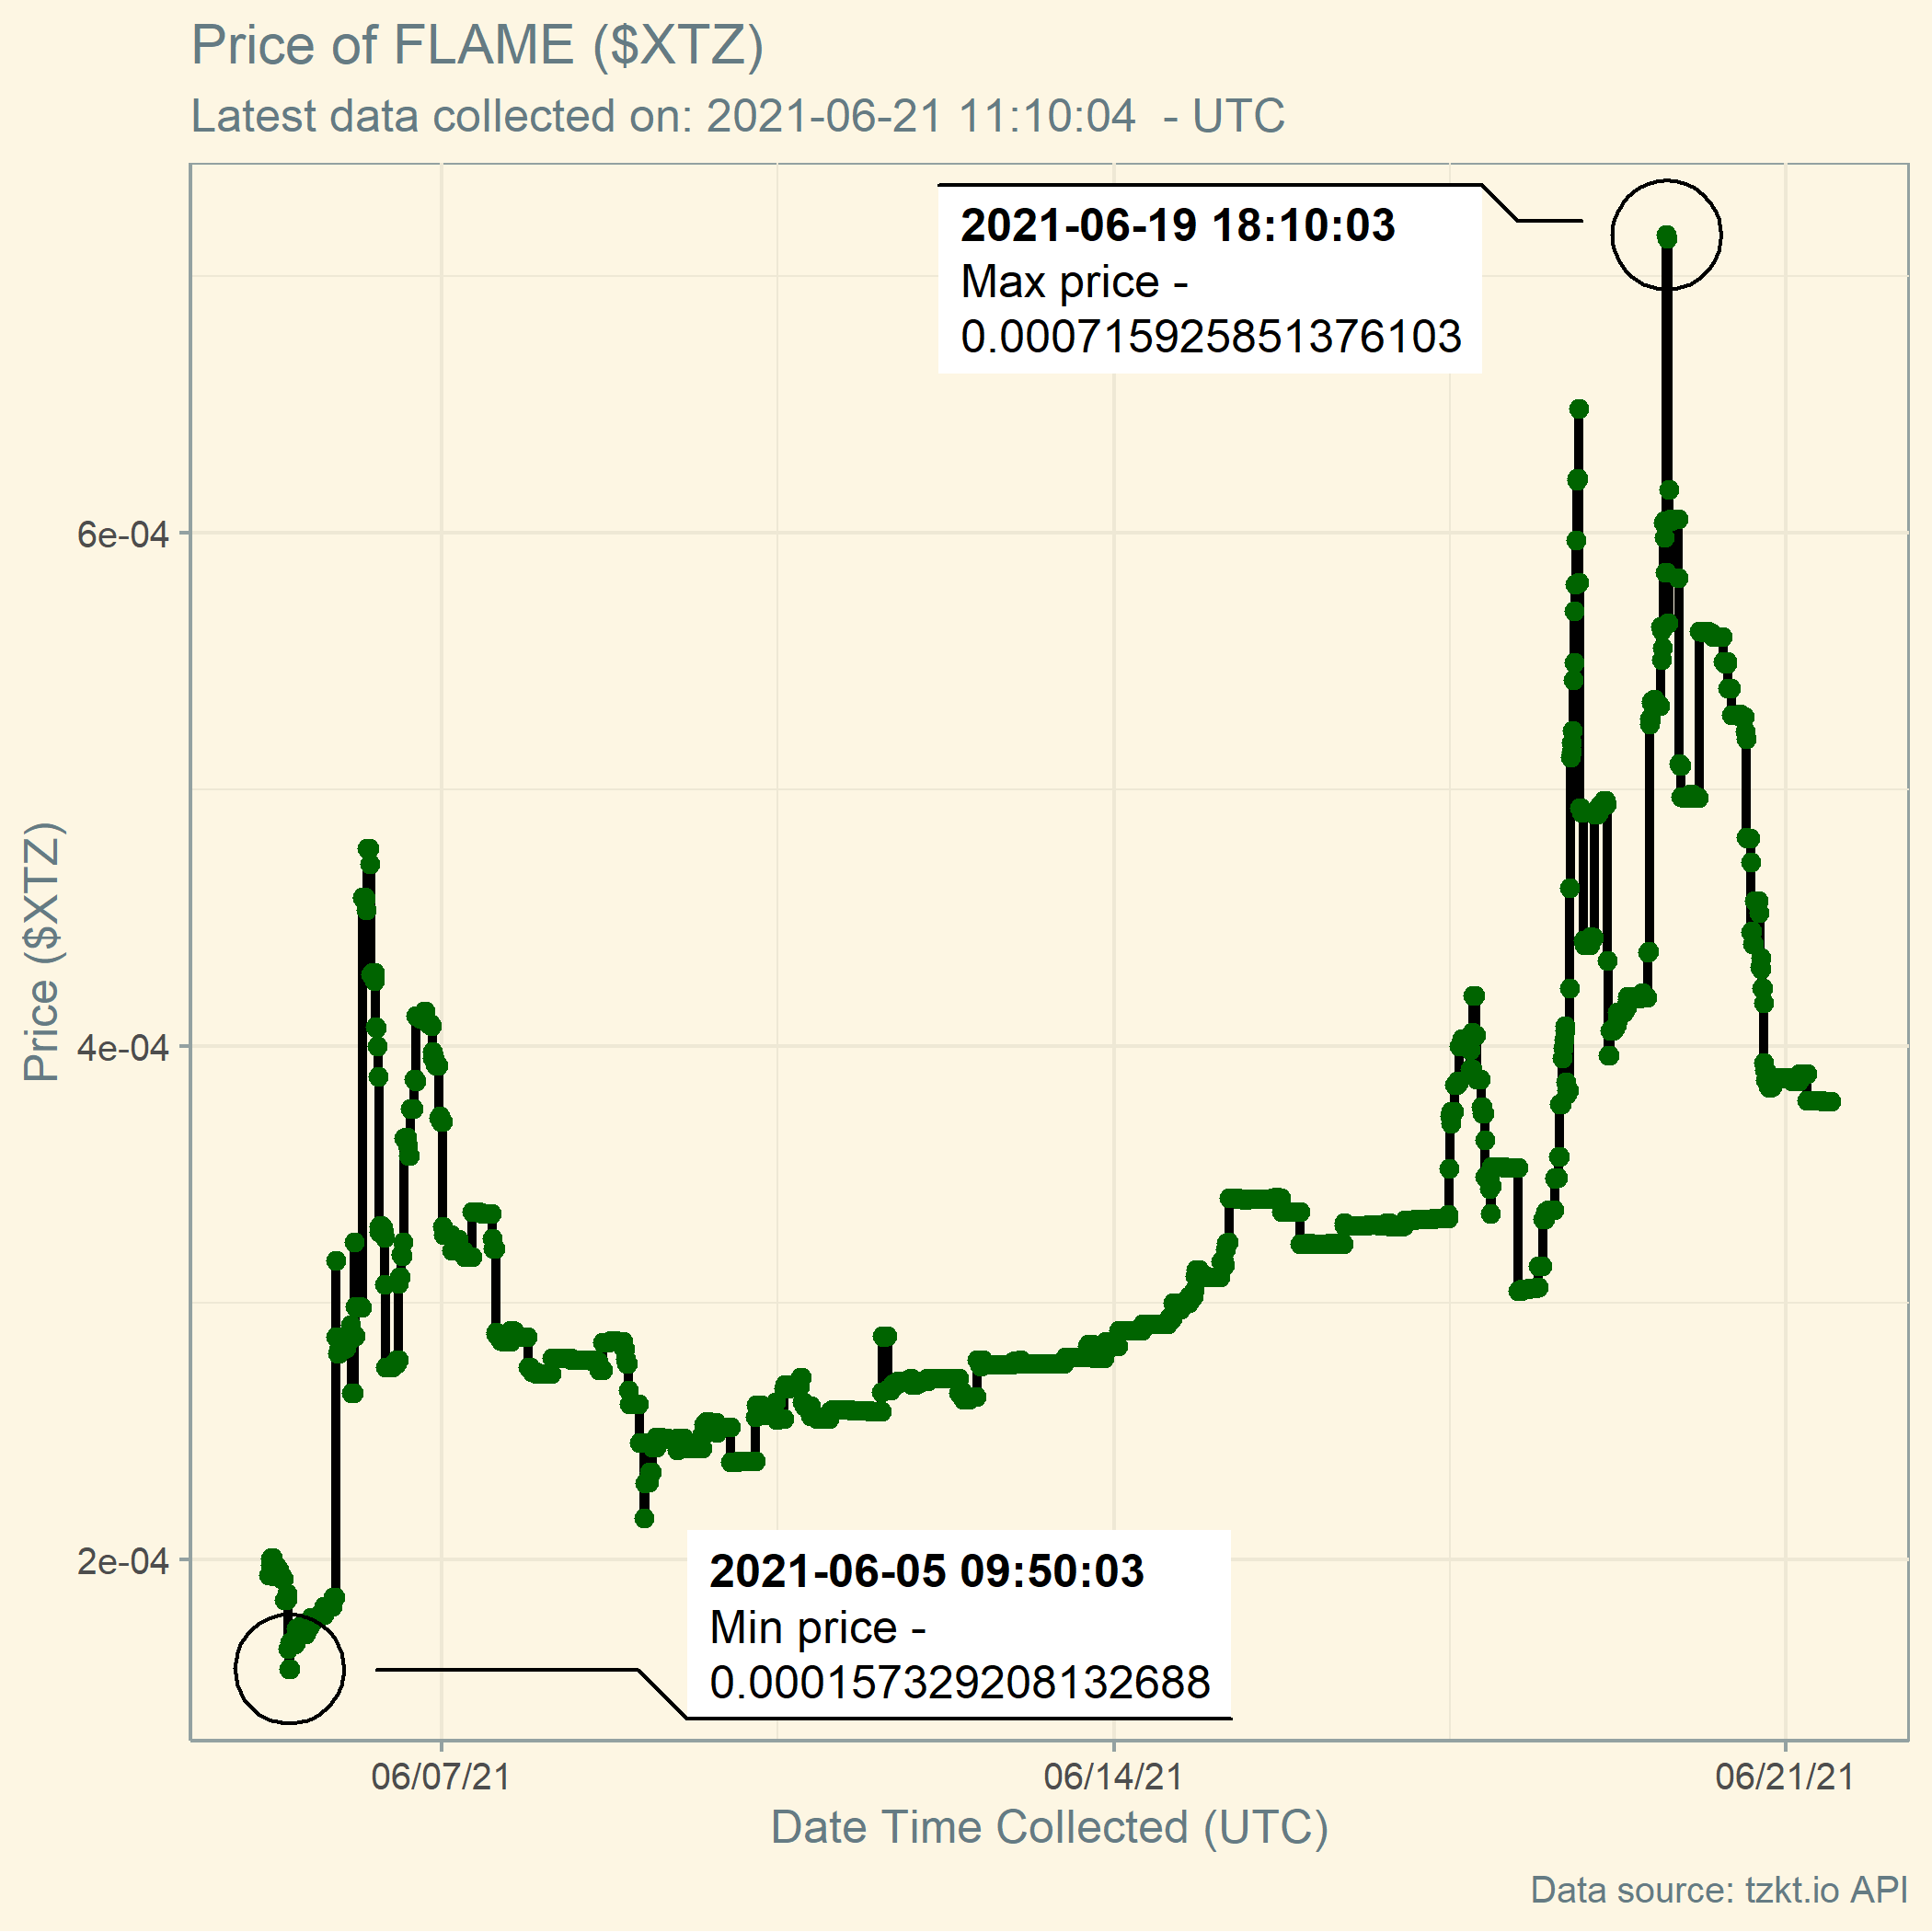 Price of FLAME ($XTZ)
Latest data collected on: 2021-06-21 11:10:04  - UTC
2021-06-19 18:10:03
Max price -
0.000715925851376103
6e-04
4e-04
2e-04
Price ($XTZ)
2021-06-05 09:50:03
Min price -
0.000157329208132688
06/07/21
06/14/21
06/21/21
Date Time Collected (UTC)
Data source: tzkt.io API